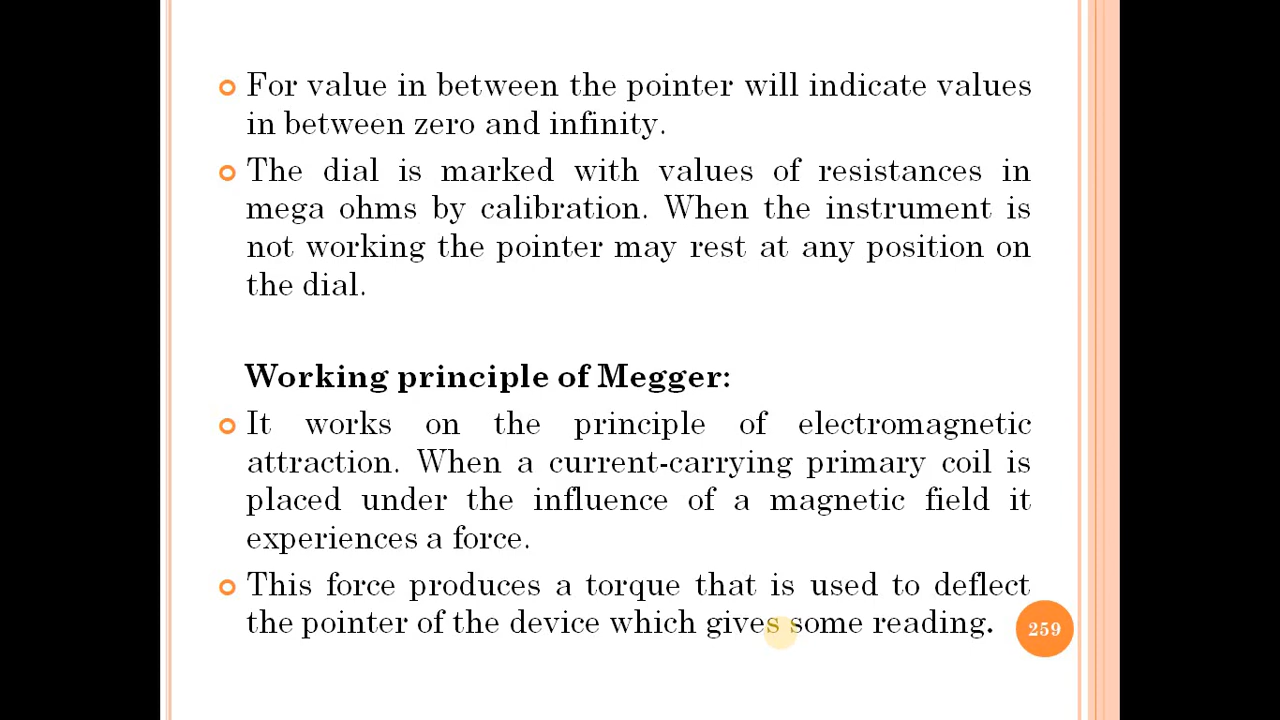 For value in between the pointer will indicate values
in between zero and infinity.
The dial is marked with values of resistances in
mega ohms by calibration. When the instrument is
not working the pointer may rest at any position on
the dial.
Working principle of Megger:
It works on the principle of electromagnetic
attraction. When a current-carrying primary coil is
placed under the influence of a magnetic field it
experiences a force.
This force produces a torque that is used to deflect
the pointer of the device which gives some reading.
259